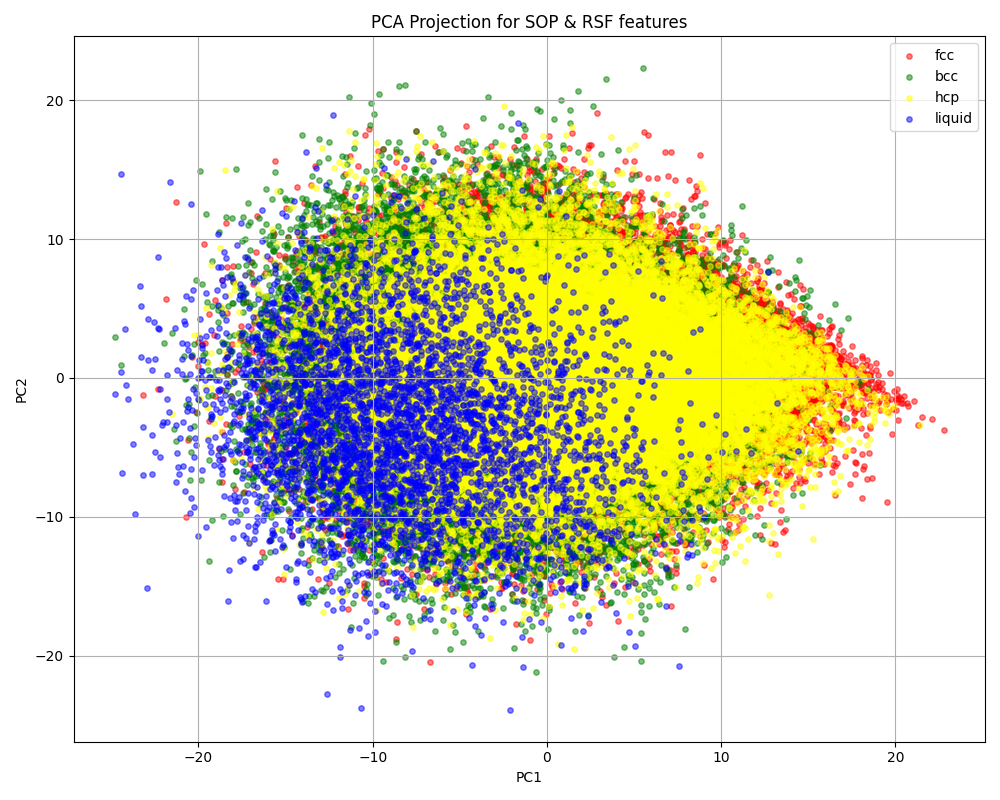 PCA Projection for SOP & RSF features
fcc
bcc
hcp
liquid
20
10
0
−10
−20
PC2
−20
−10
0
10
20
PC1